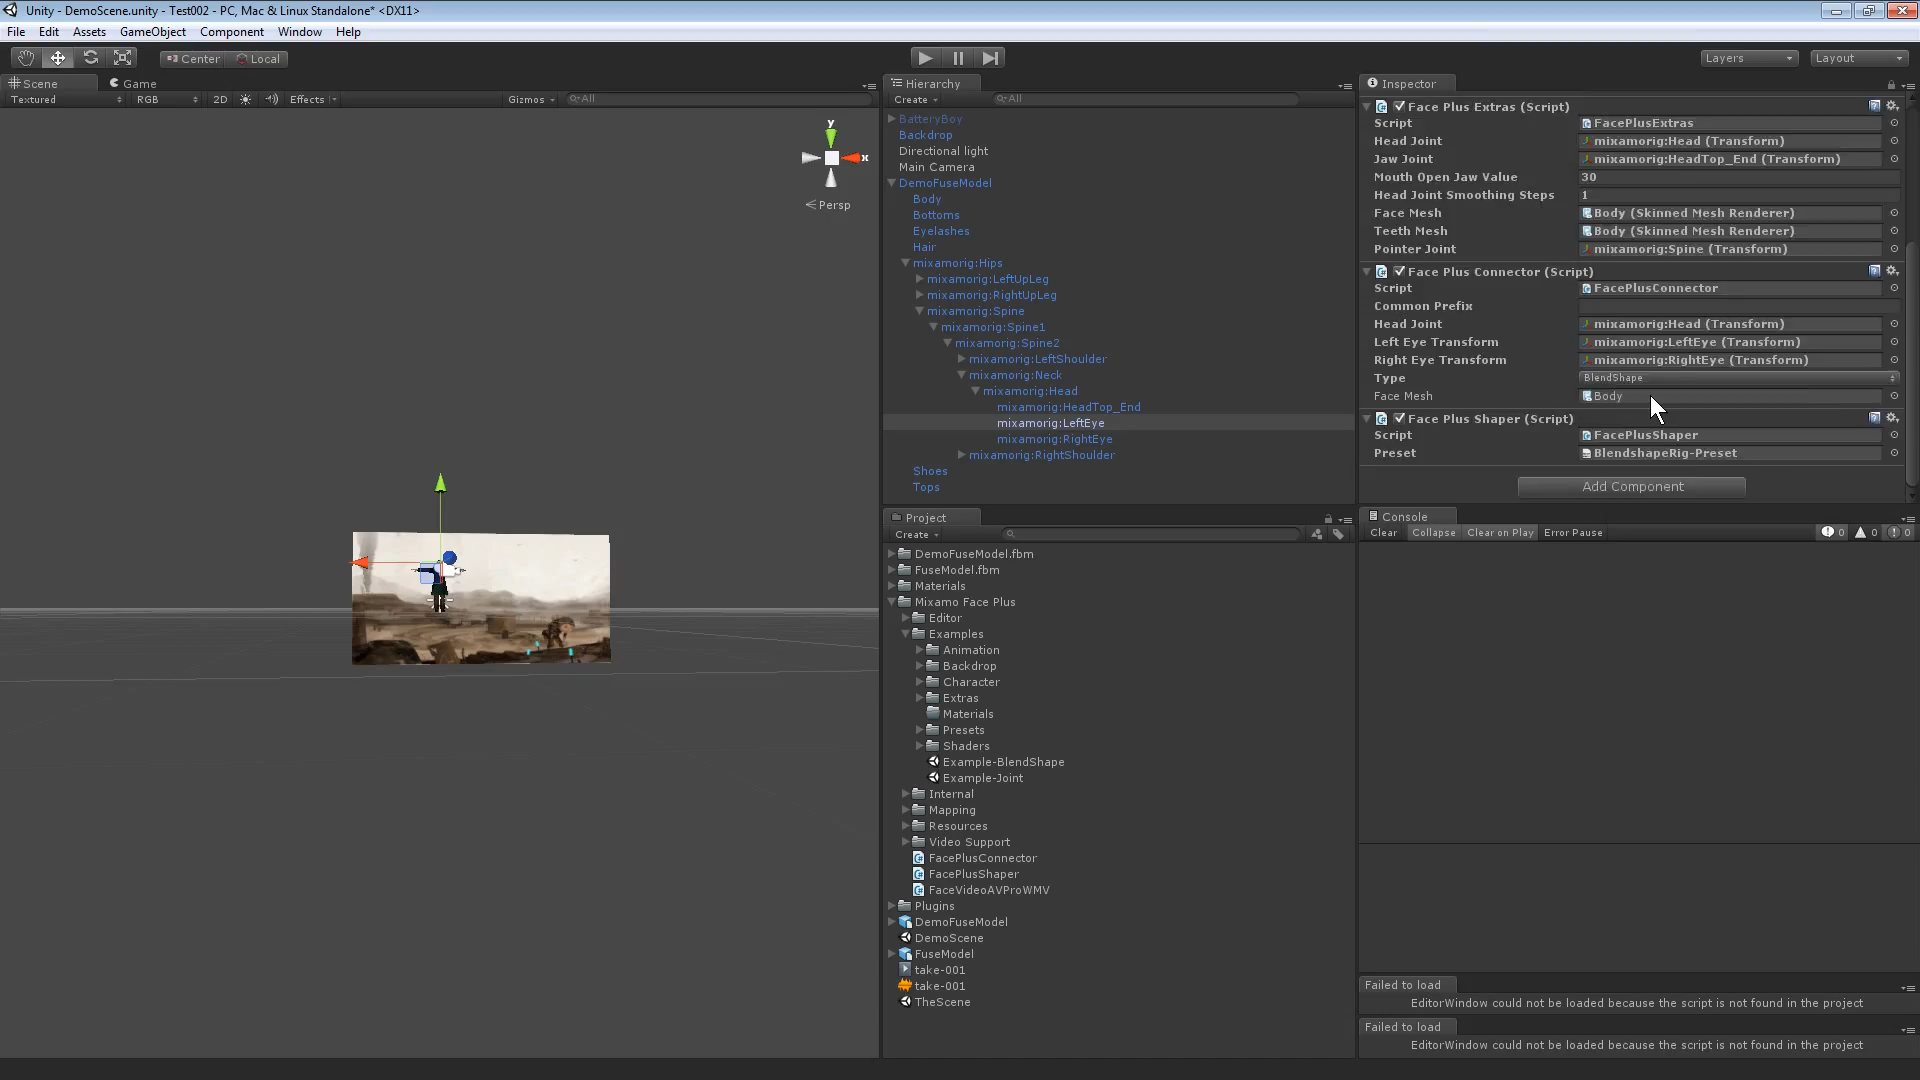 Unity - DemoScene.unity - Test002 - PC, Mac & Linux Standalone* <DX11>
File Edit Assets GameObject Component Window Help
Center Local Layers Layout
Scene Game
Textured RGB 2D Effects Gizmos All
y
x
Persp
Hierarchy
Create All
BatteryBoy
Backdrop
Directional light
Main Camera
DemoFuseModel
Body
Bottoms
Eyelashes
Hair
mixamorig:Hips
mixamorig:LeftUpLeg
mixamorig:RightUpLeg
mixamorig:Spine
mixamorig:Spine1
mixamorig:Spine2
mixamorig:LeftShoulder
mixamorig:Neck
mixamorig:Head
mixamorig:HeadTop_End
mixamorig:LeftEye
mixamorig:RightEye
mixamorig:RightShoulder
Shoes
Tops
Project
Create
DemoFuseModel.fbm
FuseModel.fbm
Materials
Mixamo Face Plus
Editor
Examples
Animation
Backdrop
Character
Extras
Materials
Presets
Shaders
Example-BlendShape
Example-Joint
Internal
Mapping
Resources
Video Support
FacePlusConnector
FacePlusShaper
FaceVideoAVProWMV
Plugins
DemoFuseModel
DemoScene
FuseModel
take-001
take-001
TheScene
Inspector
Face Plus Extras (Script)
Script FacePlusExtras
Head Joint mixamorig:Head (Transform)
Jaw Joint mixamorig:HeadTop_End (Transform)
Mouth Open Jaw Value 30
Head Joint Smoothing Steps 1
Face Mesh Body (Skinned Mesh Renderer)
Teeth Mesh Body (Skinned Mesh Renderer)
Pointer Joint mixamorig:Spine (Transform)
Face Plus Connector (Script)
Script FacePlusConnector
Common Prefix
Head Joint mixamorig:Head (Transform)
Left Eye Transform mixamorig:LeftEye (Transform)
Right Eye Transform mixamorig:RightEye (Transform)
Type BlendShape
Face Mesh Body
Face Plus Shaper (Script)
Script FacePlusShaper
Preset BlendshapeRig-Preset
Add Component
Console
Clear Collapse Clear on Play Error Pause 0 0 0
Failed to load
EditorWindow could not be loaded because the script is not found in the project
Failed to load
EditorWindow could not be loaded because the script is not found in the project